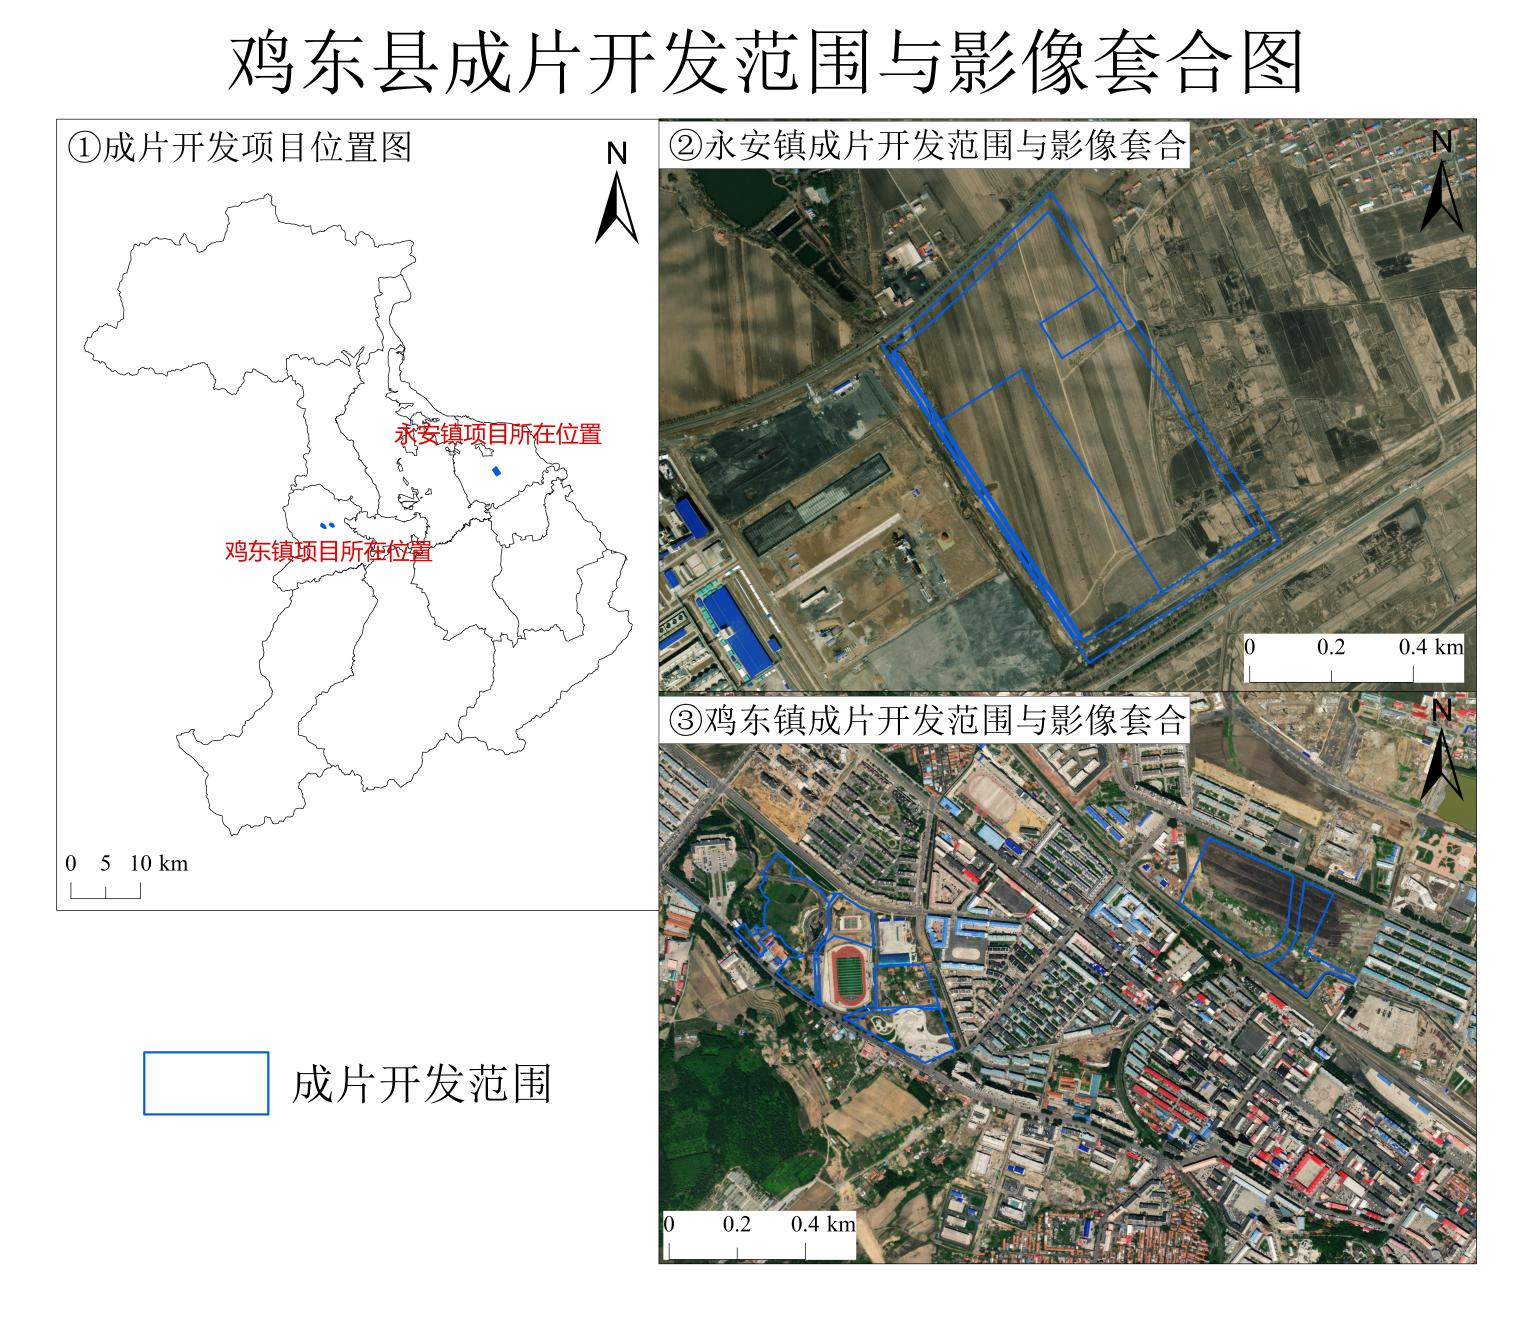 鸡东县成片开发范围与影像套合图
①成片开发项目位置图
N
永安镇项目所在位置
鸡东镇项目所在位置
0 5 10 km
②永安镇成片开发范围与影像套合
N
0 0.2 0.4 km
③鸡东镇成片开发范围与影像套合
N
0 0.2 0.4 km
成片开发范围